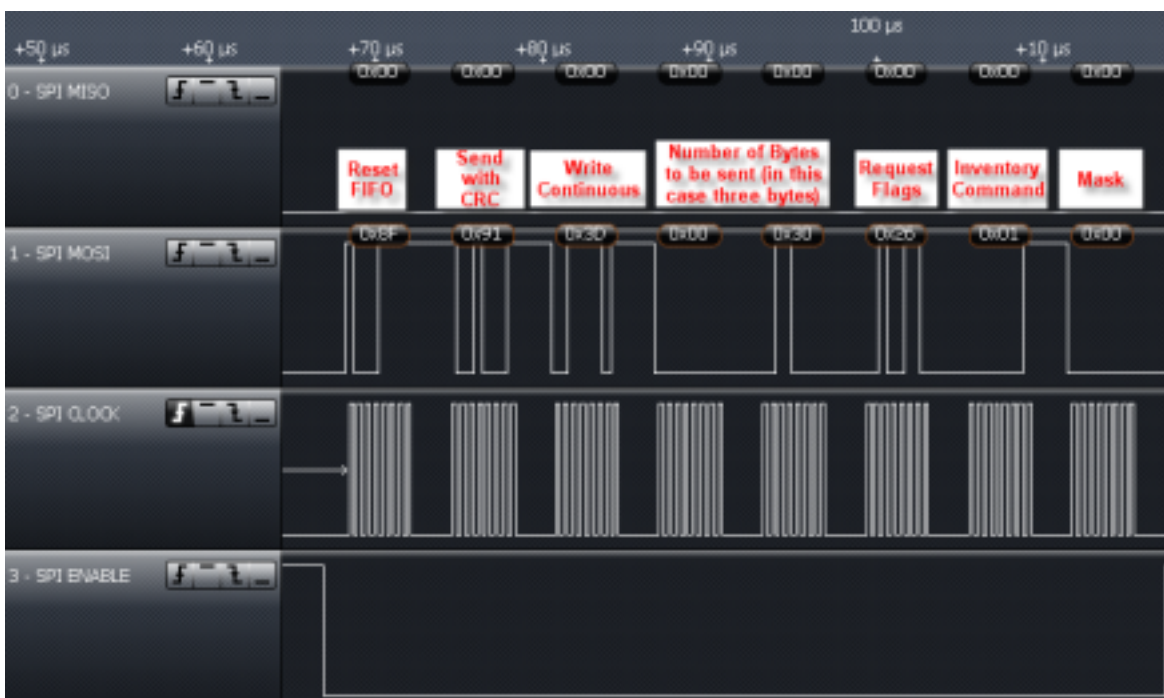 100 µs
+50 µs +60 µs +70 µs +80 µs +90 µs +10 µs
0x00 0x00 0x00 0x00 0x00 0x00 0x00 0x00
0 - SPI MISO
Reset
FIFO
Send
with
CRC
Write
Continuous
Number of Bytes
to be sent (in this
case three bytes)
Request
Flags
Inventory
Command
Mask
0x8F 0x91 0x3D 0x00 0x30 0x26 0x01 0x00
1 - SPI MOSI
2 - SPI CLOCK
3 - SPI ENABLE